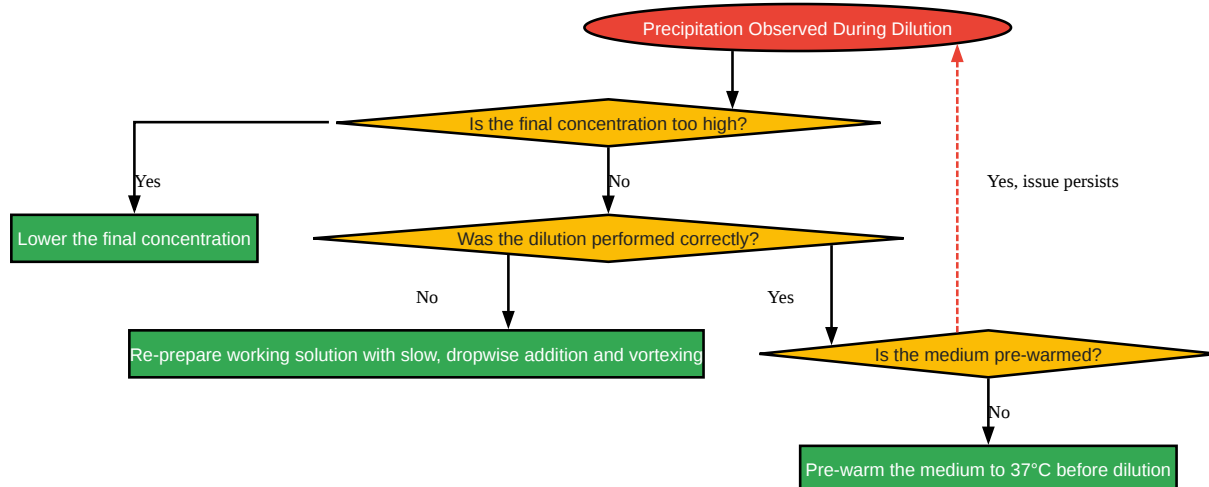 Precipitation Observed During Dilution
Is the final concentration too high?
Yes
No
Yes, issue persists
Lower the final concentration
Was the dilution performed correctly?
No
Yes
Re-prepare working solution with slow, dropwise addition and vortexing
Is the medium pre-warmed?
No
Pre-warm the medium to 37°C before dilution